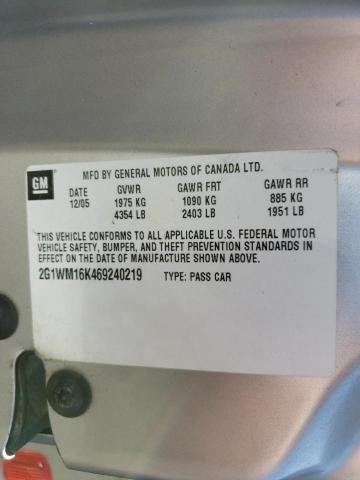 MFD BY GENERAL MOTORS OF CANADA LTD.
GM
DATE GVWR GAWR FRT GAWR RR
12/05 1975 KG 1090 KG 885 KG
4354 LB 2403 LB 1951 LB
THIS VEHICLE CONFORMS TO ALL APPLICABLE U.S. FEDERAL MOTOR
VEHICLE SAFETY, BUMPER, AND THEFT PREVENTION STANDARDS IN
EFFECT ON THE DATE OF MANUFACTURE SHOWN ABOVE.
2G1WM16K469240219 TYPE: PASS CAR